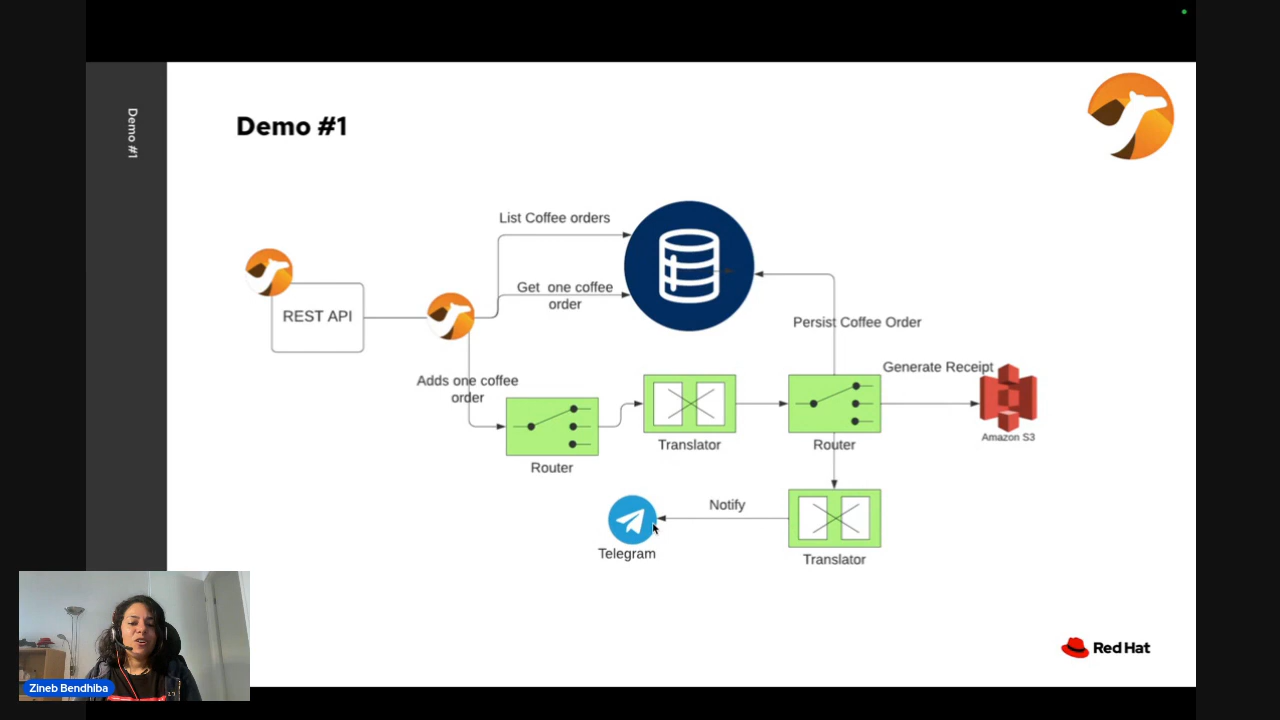 Demo #1
Demo #1
List Coffee orders
REST API
Get one coffee
order
Persist Coffee Order
Generate Receipt
Adds one coffee
order
Amazon S3
Translator
Router
Router
Notify
Telegram
Translator
Red Hat
Zineb Bendhiba